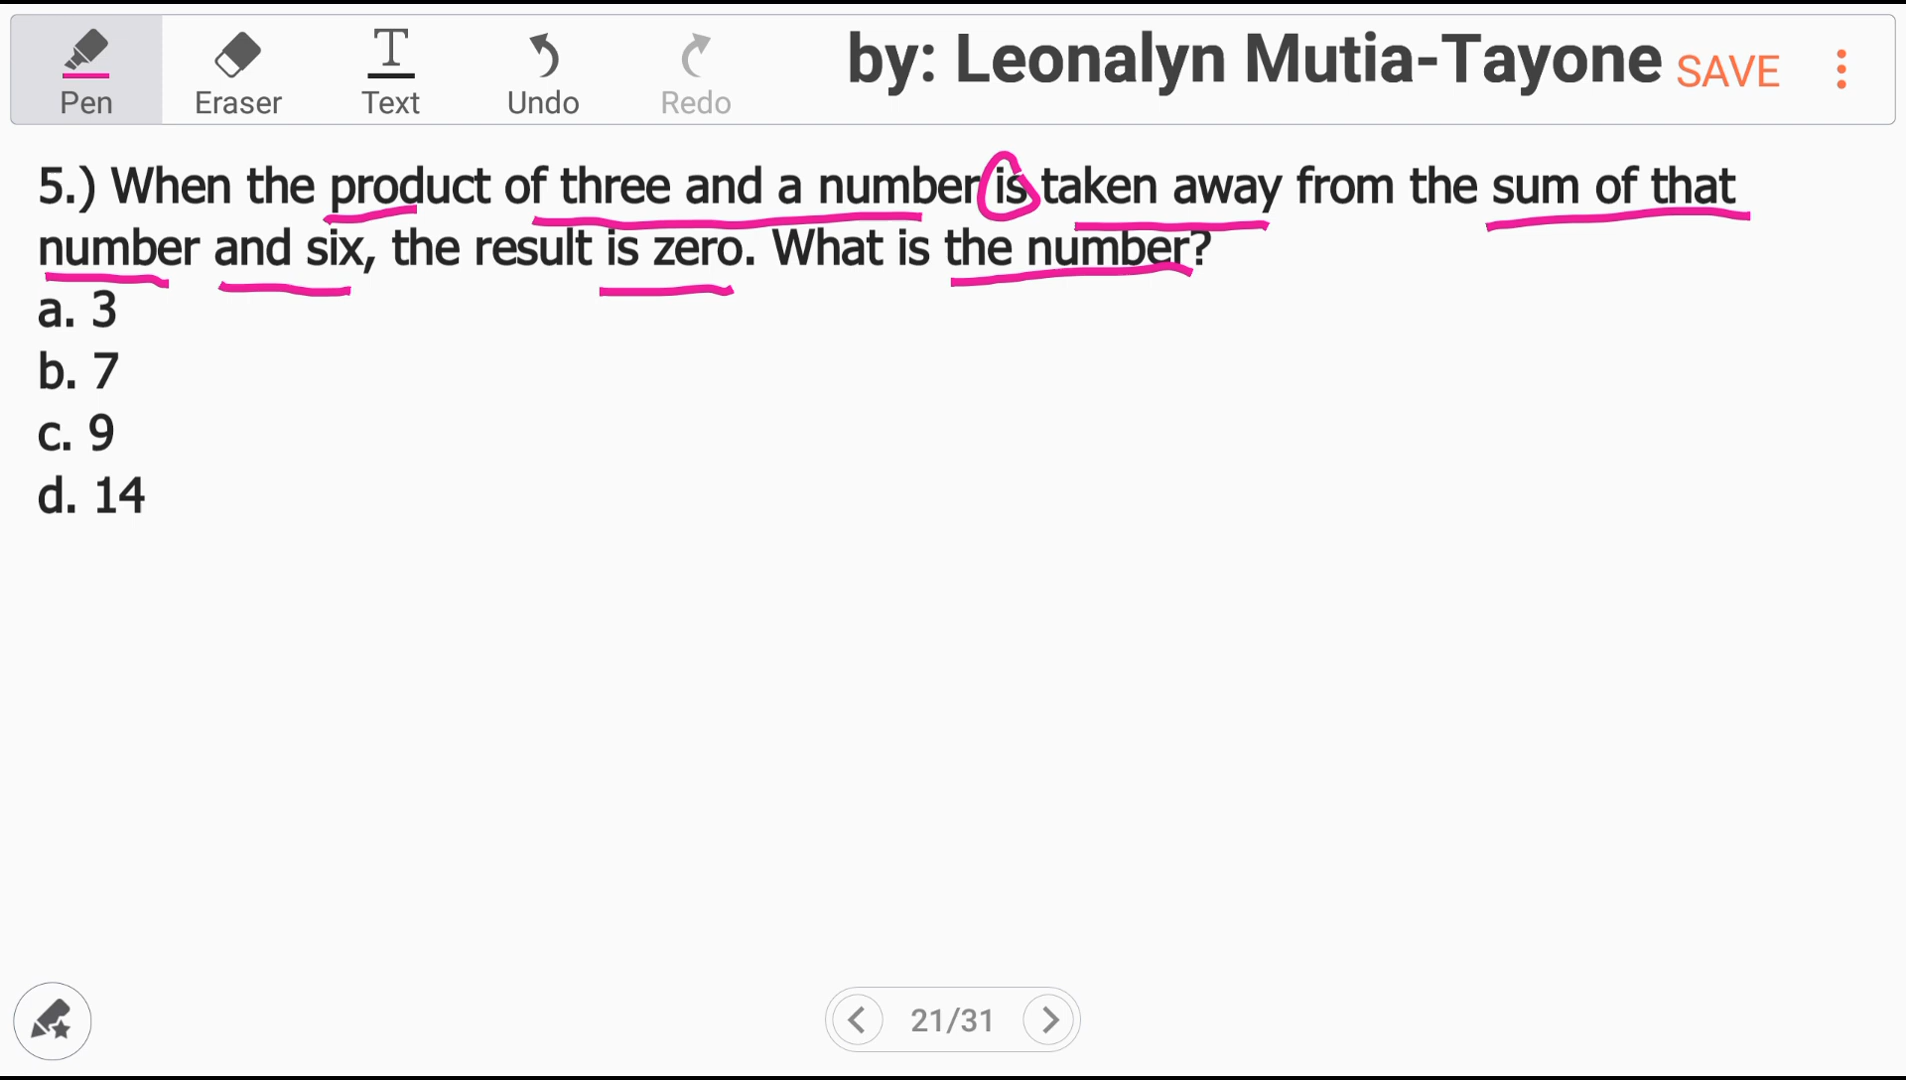 by: Leonalyn Mutia-Tayone
SAVE
Pen
Eraser
Text
Undo
Redo
5.) When the product of three and a number is taken away from the sum of that
number and six, the result is zero. What is the number?
a. 3
b. 7
c. 9
d. 14
21/31